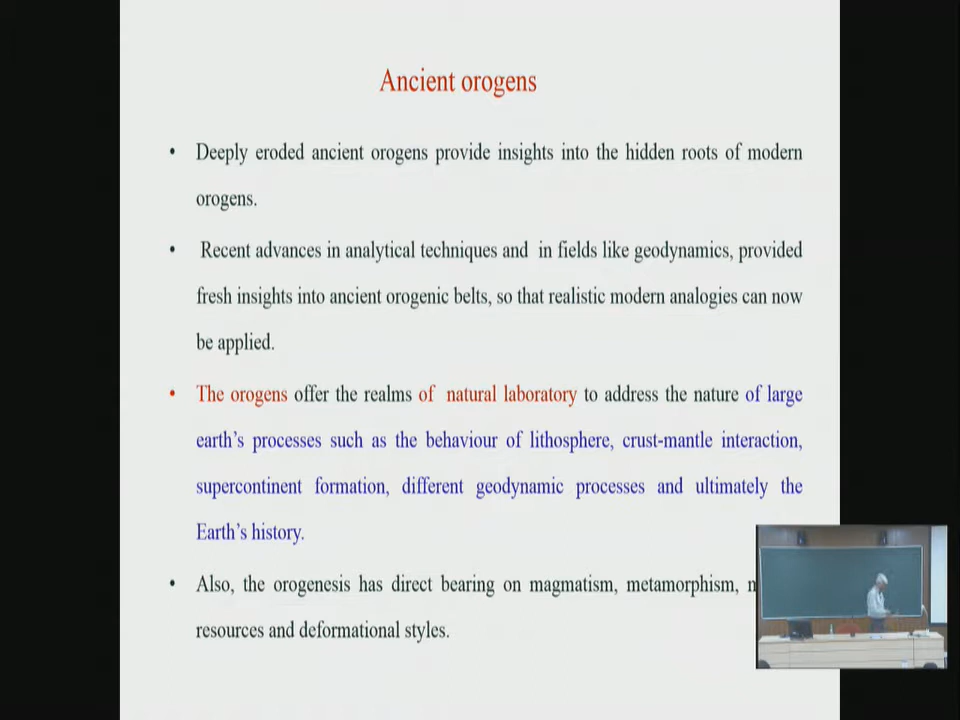 Ancient orogens
• Deeply eroded ancient orogens provide insights into the hidden roots of modern
orogens.
• Recent advances in analytical techniques and in fields like geodynamics, provided
fresh insights into ancient orogenic belts, so that realistic modern analogies can now
be applied.
• The orogens offer the realms of natural laboratory to address the nature of large
earth's processes such as the behaviour of lithosphere, crust-mantle interaction,
supercontinent formation, different geodynamic processes and ultimately the
Earth's history.
• Also, the orogenesis has direct bearing on magmatism, metamorphism,
resources and deformational styles.